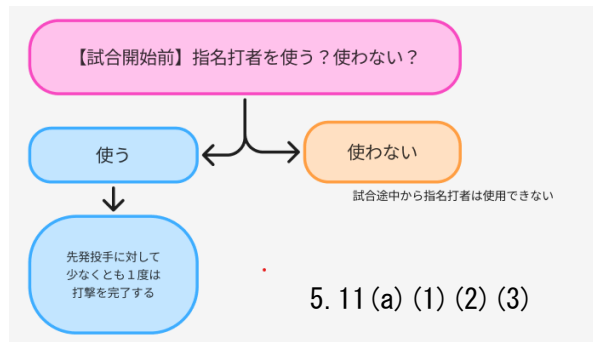 【試合開始前】指名打者を使う？使わない？
使う
使わない
試合途中から指名打者は使用できない
先発投手に対して
少なくとも１度は
打撃を完了する
5.11(a)(1)(2)(3)